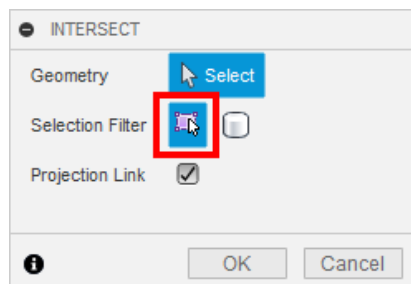 INTERSECT
Geometry Select
Selection Filter
Projection Link
OK Cancel